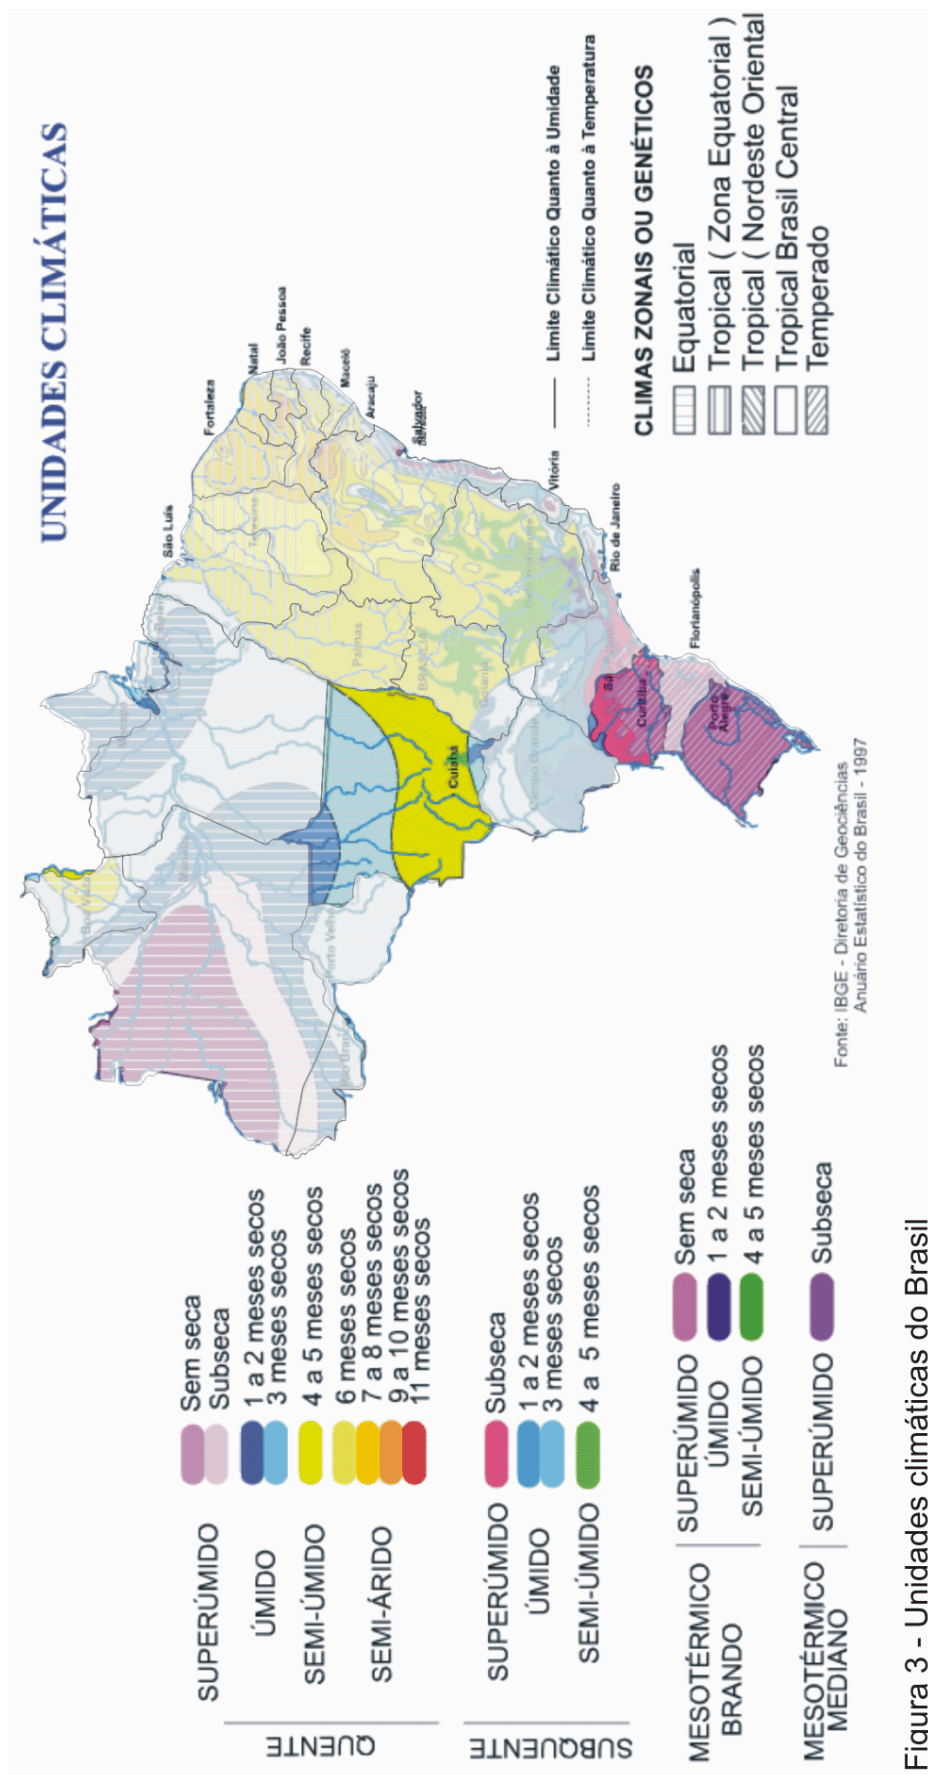 UNIDADES CLIMÁTICAS
São Luís
Fortaleza
Natal
João Pessoa
Recife
Maceió
Aracaju
Salvador
Vitória
Rio de Janeiro
Florianópolis
Porto
Alegre
Curitiba
Cuiabá
Campo Grande
Goiânia
BRASÍLIA
Palmas
Teresina
Belo Horizonte
Belém
Macapá
Manaus
Boa Vista
Porto Velho
Limite Climático Quanto à Umidade
Limite Climático Quanto à Temperatura
CLIMAS ZONAIS OU GENÉTICOS
Equatorial
Tropical ( Zona Equatorial )
Tropical ( Nordeste Oriental
Tropical Brasil Central
Temperado
QUENTE
SUPERÚMIDO
Sem seca
Subseca
ÚMIDO
1 a 2 meses secos
3 meses secos
SEMI-ÚMIDO
4 a 5 meses secos
SEMI-ÁRIDO
6 meses secos
7 a 8 meses secos
9 a 10 meses secos
11 meses secos
SUBQUENTE
SUPERÚMIDO
Subseca
ÚMIDO
1 a 2 meses secos
3 meses secos
SEMI-ÚMIDO
4 a 5 meses secos
MESOTÉRMICO
BRANDO
SUPERÚMIDO
Sem seca
ÚMIDO
1 a 2 meses secos
SEMI-ÚMIDO
4 a 5 meses secos
MESOTÉRMICO
MEDIANO
SUPERÚMIDO
Subseca
Fonte: IBGE - Diretoria de Geociências
Anuário Estatístico do Brasil - 1997
Figura 3 - Unidades climáticas do Brasil